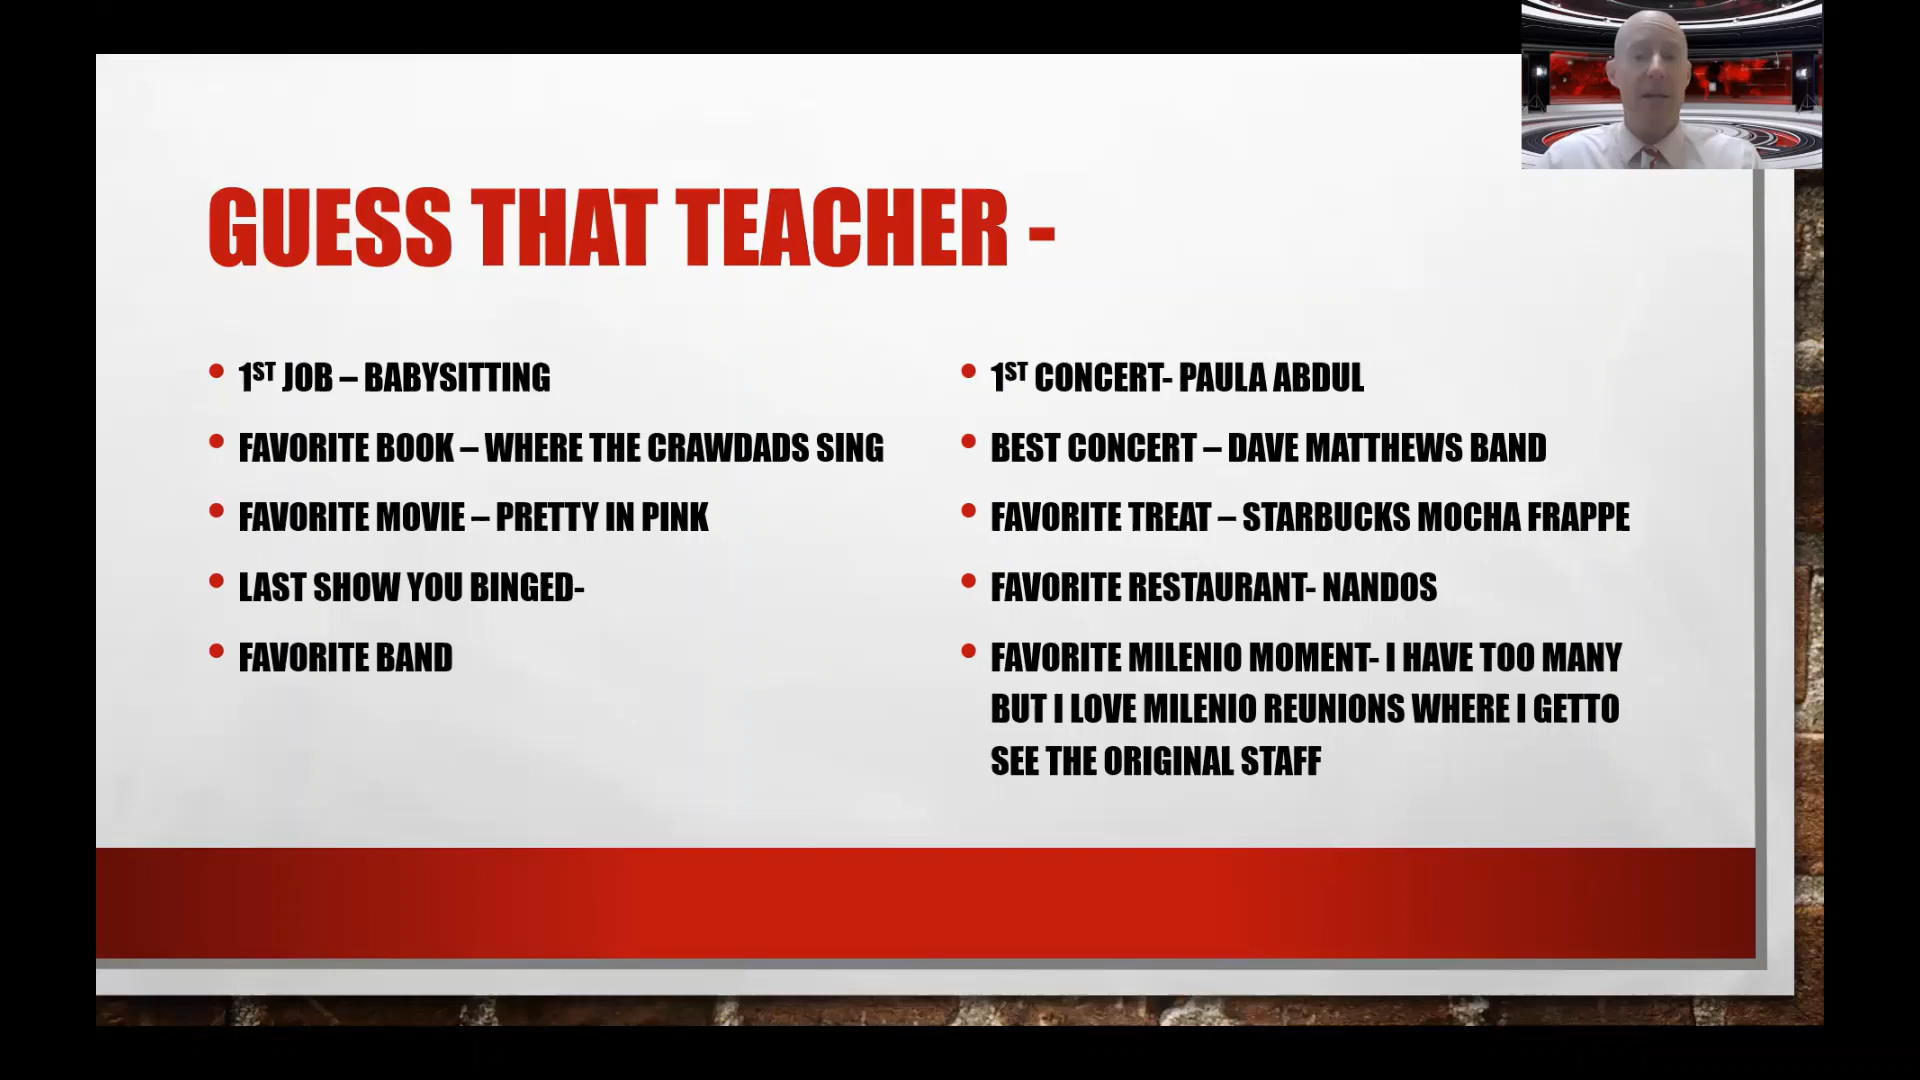 GUESS THAT TEACHER -
1ST JOB – BABYSITTING
FAVORITE BOOK – WHERE THE CRAWDADS SING
FAVORITE MOVIE – PRETTY IN PINK
LAST SHOW YOU BINGED-
FAVORITE BAND
1ST CONCERT- PAULA ABDUL
BEST CONCERT – DAVE MATTHEWS BAND
FAVORITE TREAT – STARBUCKS MOCHA FRAPPE
FAVORITE RESTAURANT- NANDOS
FAVORITE MILENIO MOMENT- I HAVE TOO MANY
BUT I LOVE MILENIO REUNIONS WHERE I GETTO
SEE THE ORIGINAL STAFF